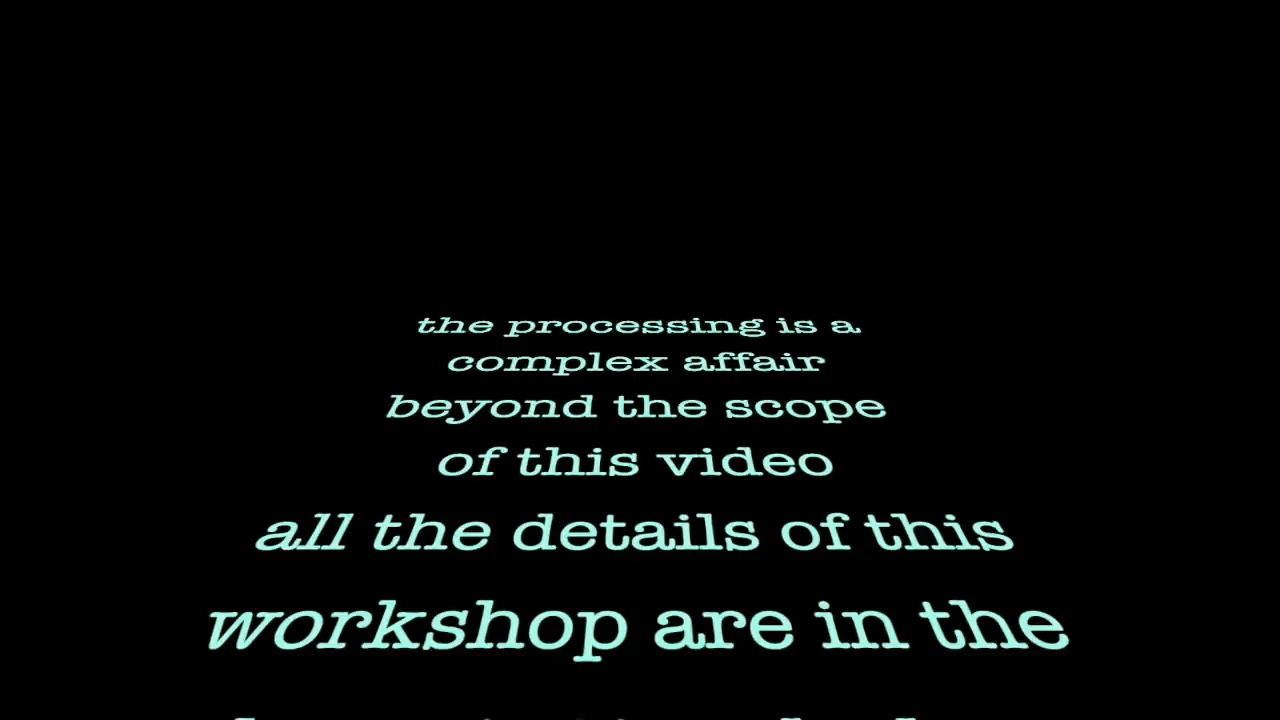 the processing is a
complex affair
beyond the scope
of this video
all the details of this
workshop are in the